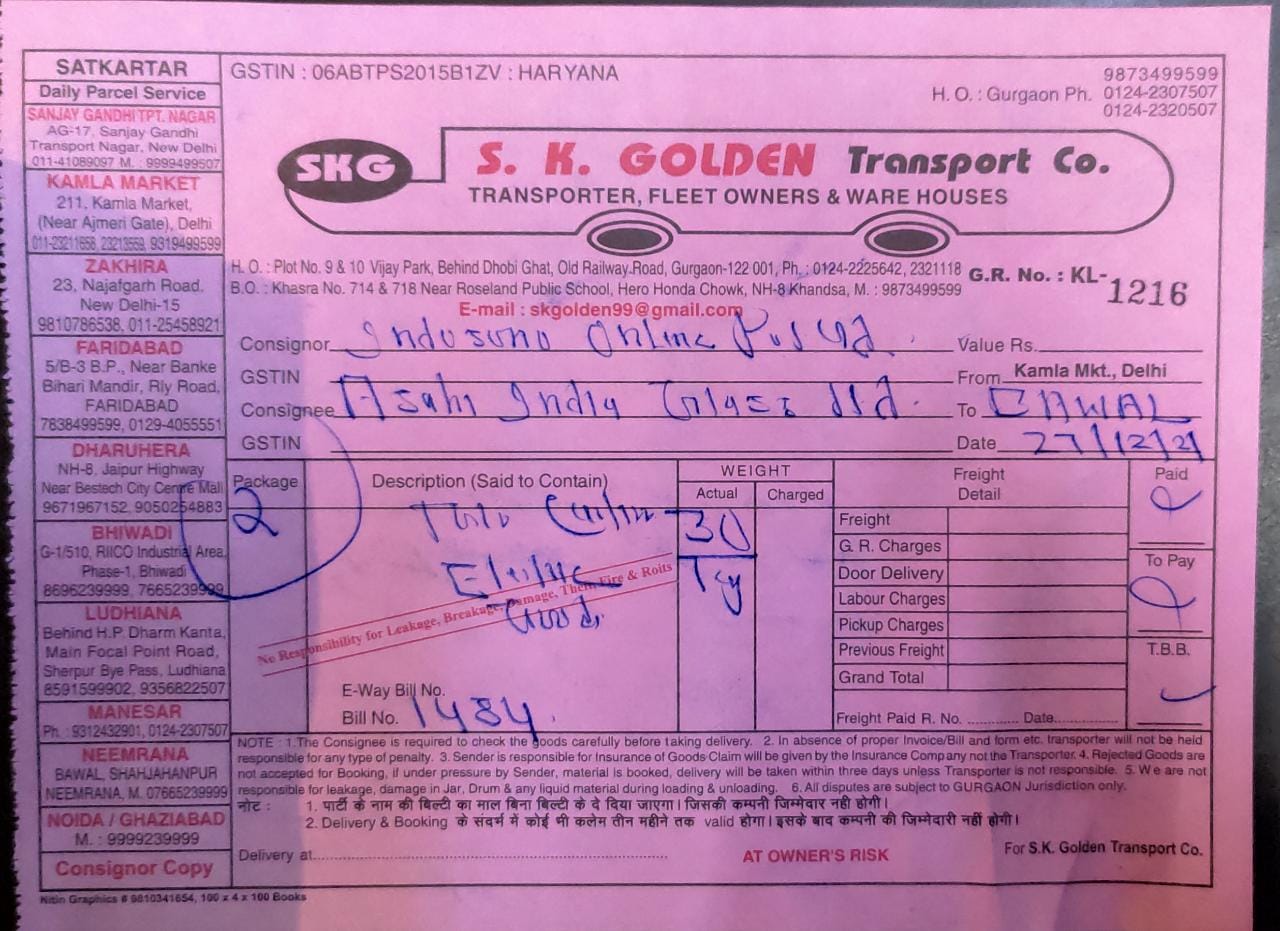 SATKARTAR
Daily Parcel Service
SANJAY GANDHI TPT. NAGAR
AG-17, Sanjay Gandhi
Transport Nagar, New Delhi
011-41089097 M. : 9999499507
KAMLA MARKET
211, Kamla Market,
(Near Ajmeri Gate), Delhi
011-23211658, 23213559, 9319499599
ZAKHIRA
23, Najafgarh Road,
New Delhi-15
9810786538, 011-25458921
FARIDABAD
5/B-3 B.P., Near Banke
Bihari Mandir, Rly Road,
FARIDABAD
7838499599, 0129-4055551
DHARUHERA
NH-8, Jaipur Highway
Near Bestech City Centre Mall
9671967152, 9050254883
BHIWADI
G-1/510, RIICO Industrial Area,
Phase-1, Bhiwadi
8696239999, 7665239999
LUDHIANA
Behind H.P. Dharm Kanta,
Main Focal Point Road,
Sherpur Bye Pass, Ludhiana
8591599902, 9356822507
MANESAR
Ph. : 9312432901, 0124-2307507
NEEMRANA
BAWAL, SHAHJAHANPUR
NEEMRANA, M. 07665239999
NOIDA / GHAZIABAD
M. : 9999239999
Consignor Copy
Nitin Graphics # 9810341654, 100 x 4 x 100 Books
GSTIN : 06ABTPS2015B1ZV : HARYANA
9873499599
H. O. : Gurgaon Ph. 0124-2307507
0124-2320507
SKG
S. K. GOLDEN Transport Co.
TRANSPORTER, FLEET OWNERS & WARE HOUSES
H. O. : Plot No. 9 & 10 Vijay Park, Behind Dhobi Ghat, Old Railway Road, Gurgaon-122 001, Ph. : 0124-2225642, 2321118
B.O. : Khasra No. 714 & 718 Near Roseland Public School, Hero Honda Chowk, NH-8 Khandsa, M. : 9873499599
G.R. No. : KL-1216
E-mail : skgolden99@gmail.com
Consignor Online Value Rs.
GSTIN From Kamla Mkt., Delhi
Consignee Asahi India Glass ltd. To BAWAL
GSTIN Date 27/12/21
Package Description (Said to Contain) WEIGHT Freight Detail Paid
Actual Charged
2 30
Kg
Freight
G. R. Charges
Door Delivery To Pay
Labour Charges
Pickup Charges
Previous Freight T.B.B.
Grand Total
Good.
No Responsibility for Leakage, Breakage, Damage, Theft, Fire & Roits
E-Way Bill No.
Bill No. 1484. Freight Paid R. No. ............ Date...............
NOTE : 1.The Consignee is required to check the goods carefully before taking delivery. 2. In absence of proper Invoice/Bill and form etc. transporter will not be held
responsible for any type of penalty. 3. Sender is responsible for Insurance of Goods Claim will be given by the Insurance Company not the Transporter. 4. Rejected Goods are
not accepted for Booking, if under pressure by Sender, material is booked, delivery will be taken within three days unless Transporter is not responsible. 5. We are not
responsible for leakage, damage in Jar, Drum & any liquid material during loading & unloading. 6. All disputes are subject to GURGAON Jurisdiction only.
नोट : 1. पार्टी के नाम की बिल्टी का माल बिना बिल्टी के दे दिया जाएगा। जिसकी कम्पनी जिम्मेदार नही होगी।
2. Delivery & Booking के संदर्भ में कोई भी कलेम तीन महीने तक valid होगा। इसके बाद कम्पनी की जिम्मेदारी नहीं होगी।
Delivery at............................................................ AT OWNER'S RISK For S.K. Golden Transport Co.